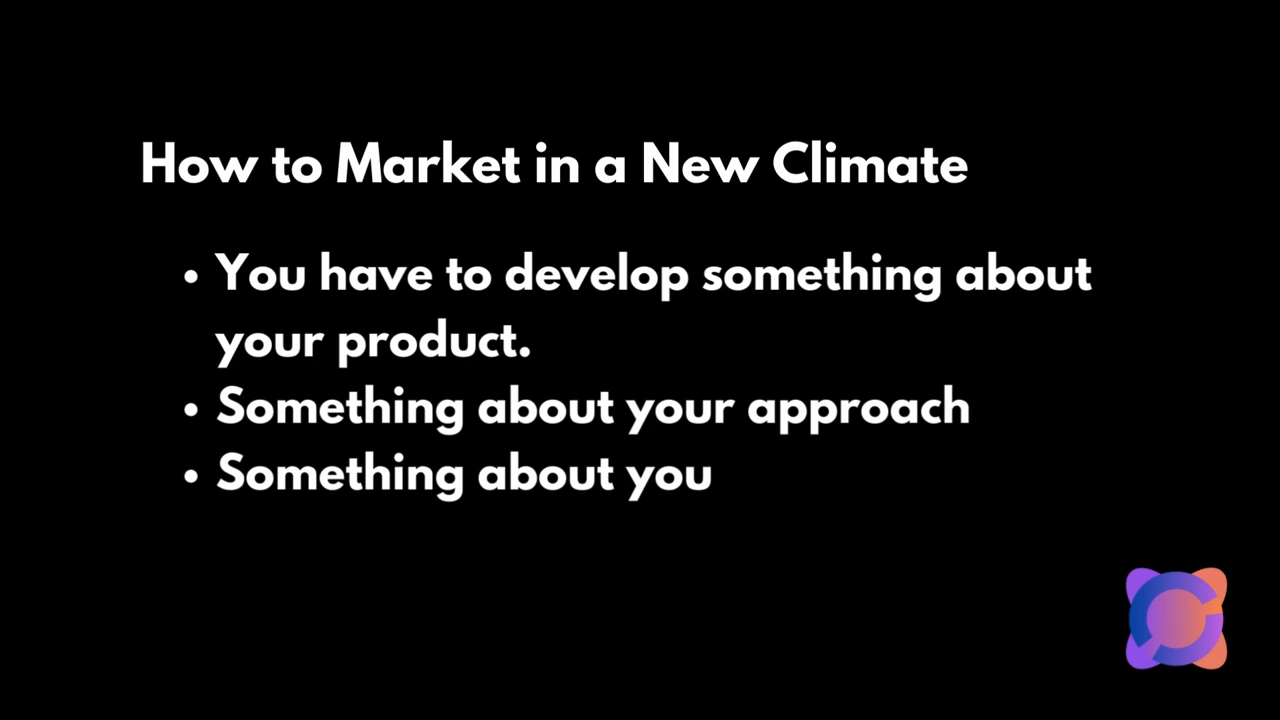 How to Market in a New Climate
• You have to develop something about
your product.
• Something about your approach
• Something about you